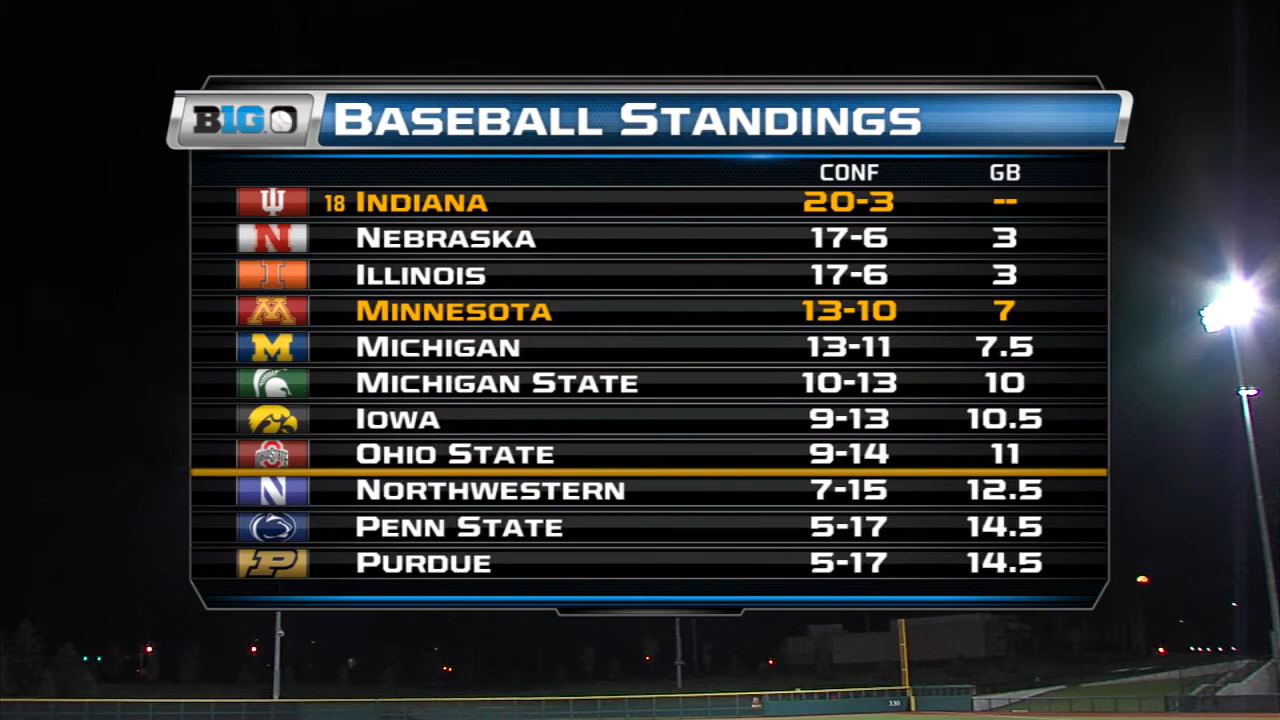 B1G BASEBALL STANDINGS
CONF GB
18 INDIANA 20-3 --
NEBRASKA 17-6 3
ILLINOIS 17-6 3
MINNESOTA 13-10 7
MICHIGAN 13-11 7.5
MICHIGAN STATE 10-13 10
IOWA 9-13 10.5
OHIO STATE 9-14 11
NORTHWESTERN 7-15 12.5
PENN STATE 5-17 14.5
PURDUE 5-17 14.5
330